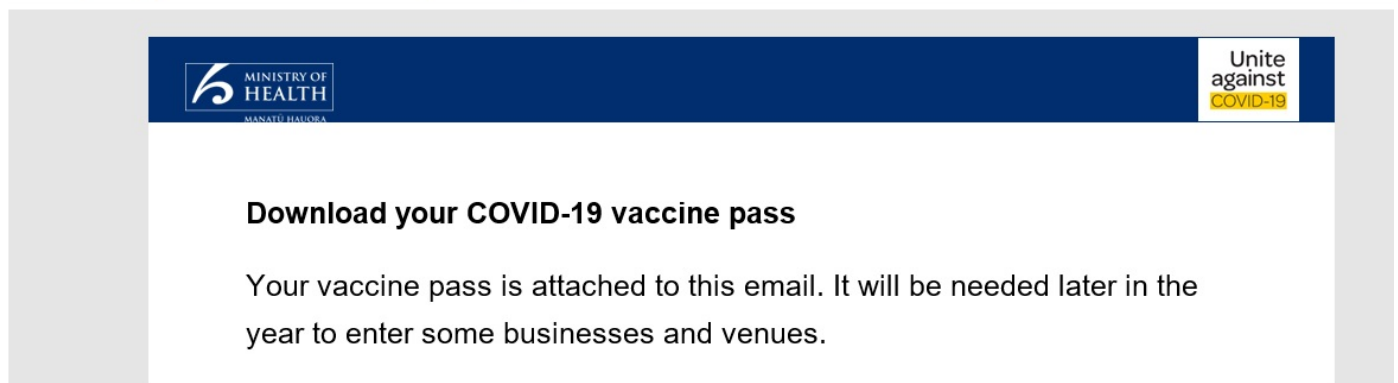 MINISTRY OF
HEALTH
MANATŪ HAUORA
Unite
against
COVID-19
Download your COVID-19 vaccine pass
Your vaccine pass is attached to this email. It will be needed later in the
year to enter some businesses and venues.